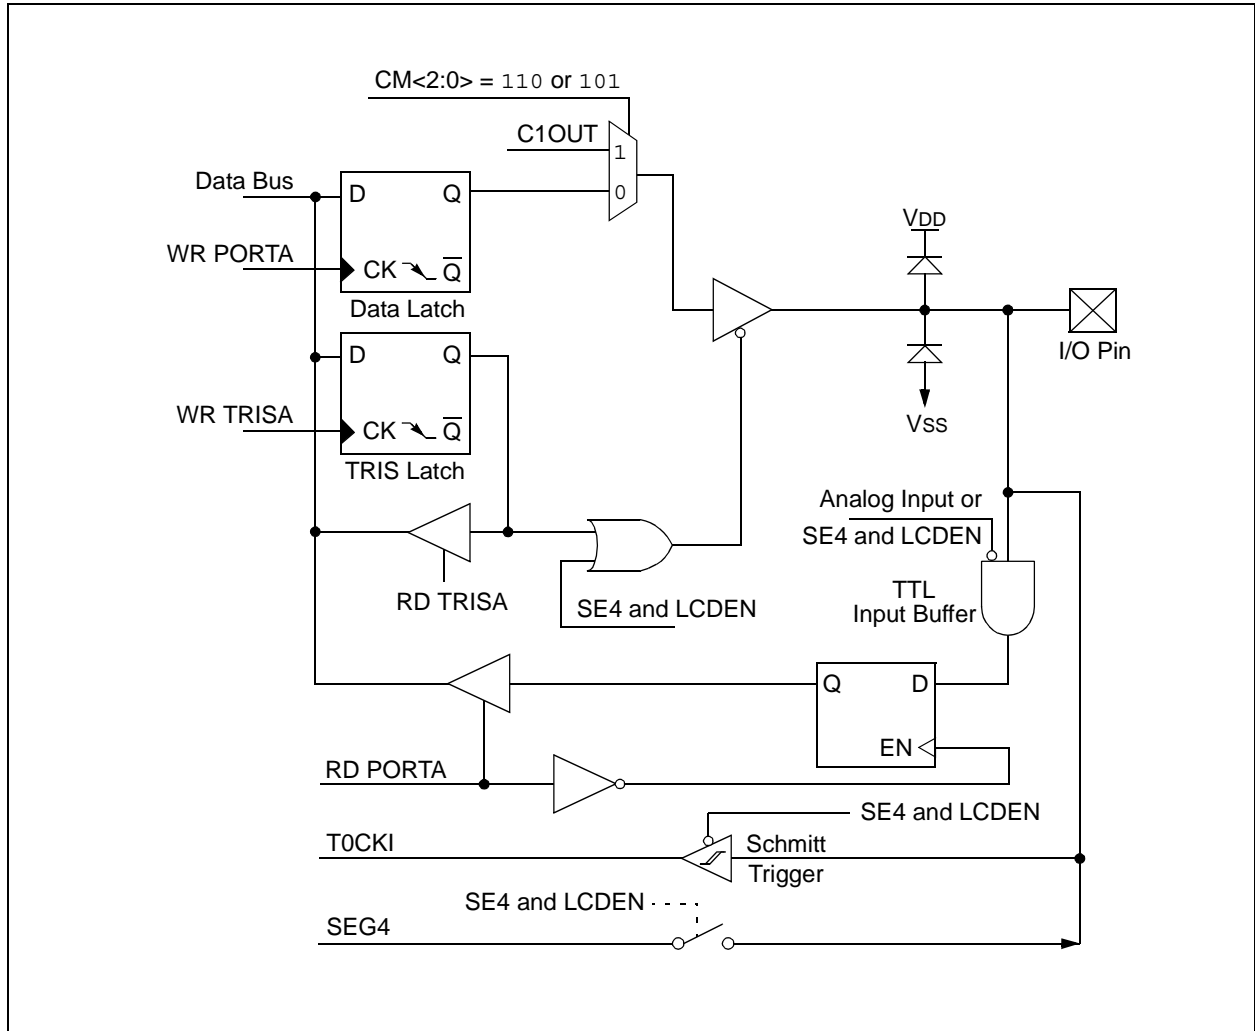 CM<2:0> = 110 or 101
C1OUT
1
0
Data Bus
D Q
WR PORTA
CK Q̅
Data Latch
VDD
I/O Pin
VSS
D Q
WR TRISA
CK Q̅
TRIS Latch
Analog Input or
SE4 and LCDEN
TTL
Input Buffer
RD TRISA
SE4 and LCDEN
Q D
EN
RD PORTA
SE4 and LCDEN
T0CKI
Schmitt
Trigger
SE4 and LCDEN
SEG4